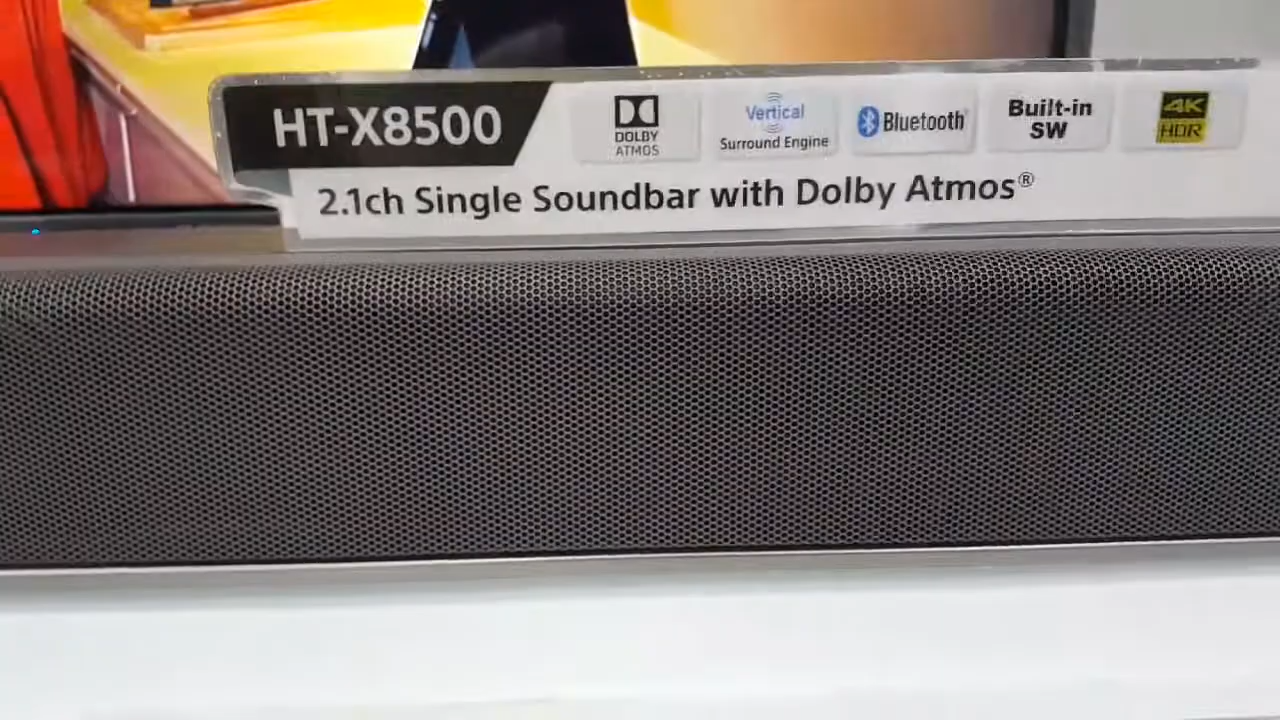 HT-X8500
DOLBY
ATMOS
Vertical
Surround Engine
Bluetooth®
Built-in
SW
4K
HDR
2.1ch Single Soundbar with Dolby Atmos®